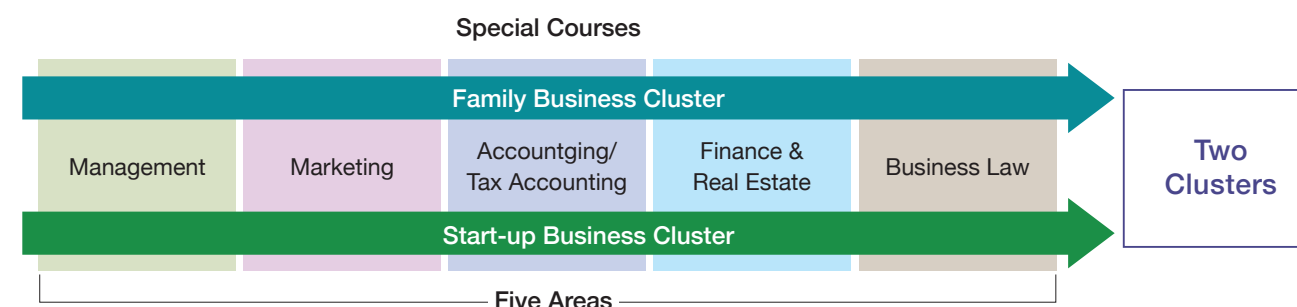 Special Courses
Family Business Cluster
Management
Marketing
Accountging/
Tax Accounting
Finance &
Real Estate
Business Law
Two
Clusters
Start-up Business Cluster
Five Areas